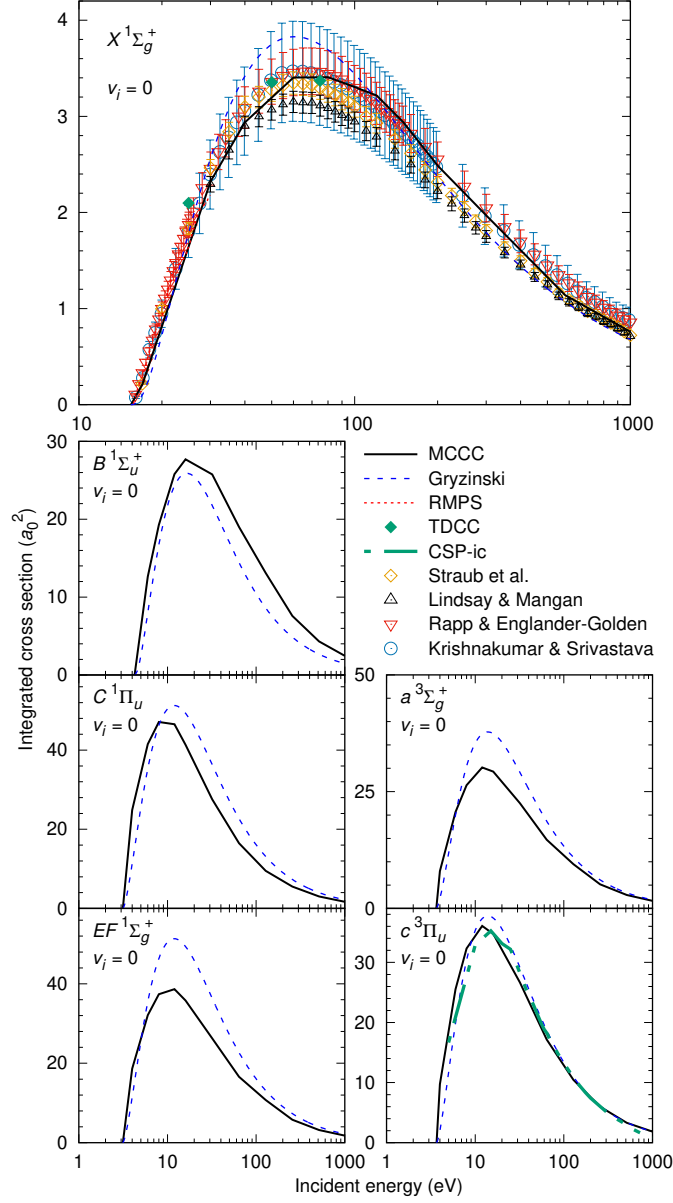 X ¹Σg⁺
vᵢ = 0
4
3
2
1
0
10
100
1000
Integrated cross section (a₀²)
B ¹Σᵤ⁺
vᵢ = 0
30
20
10
0
MCCC
Gryzinski
RMPS
TDCC
CSP-ic
Straub et al.
Lindsay & Mangan
Rapp & Englander-Golden
Krishnakumar & Srivastava
C ¹Πᵤ
vᵢ = 0
40
20
0
a ³Σg⁺
vᵢ = 0
50
25
0
EF ¹Σg⁺
vᵢ = 0
40
20
0
1
10
100
1000
c ³Πᵤ
vᵢ = 0
30
20
10
0
1
10
100
1000
Incident energy (eV)